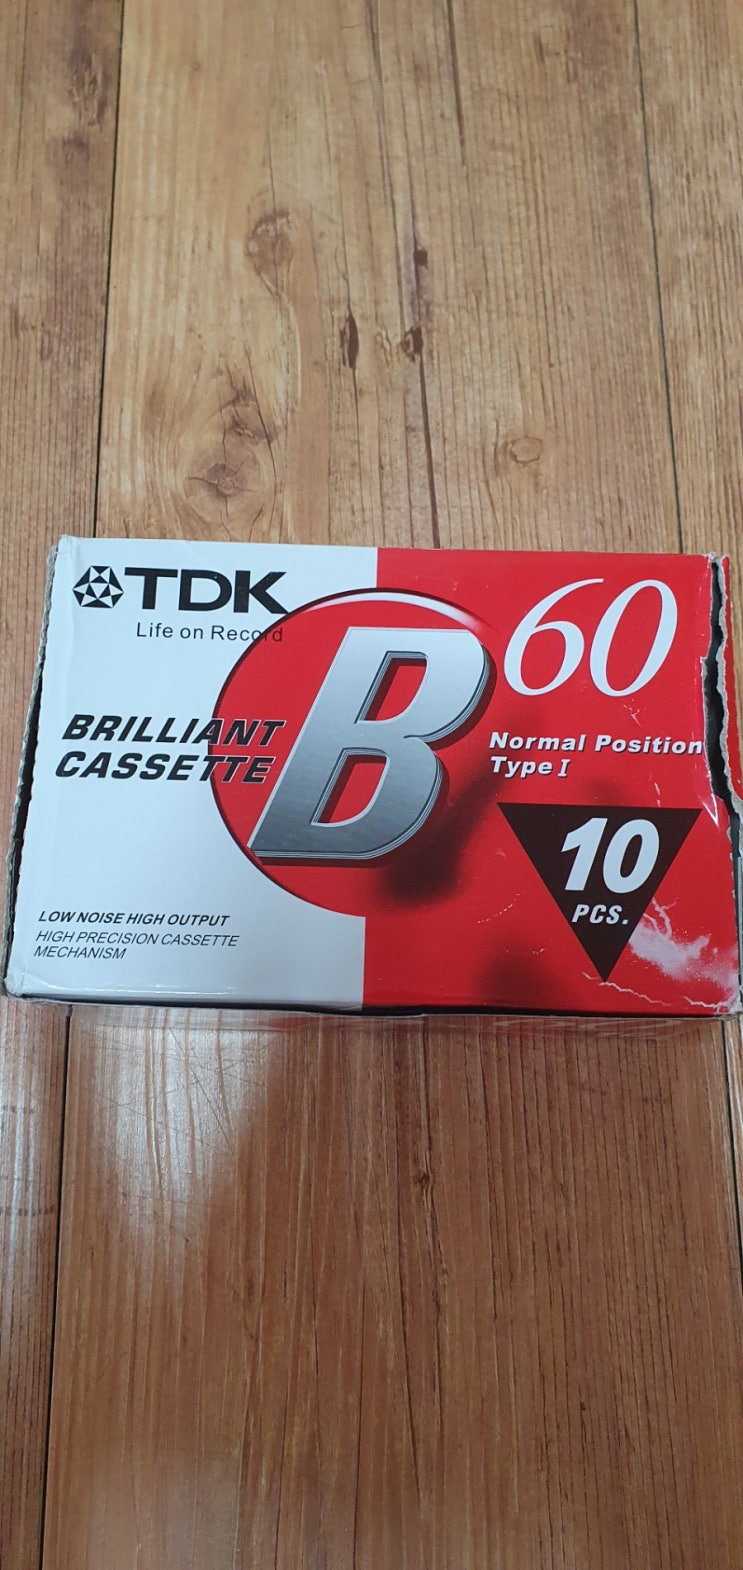 TDK
Life on Record
BRILLIANT
CASSETTE
B
60
Normal Position
Type I
10
PCS.
LOW NOISE HIGH OUTPUT
HIGH PRECISION CASSETTE
MECHANISM